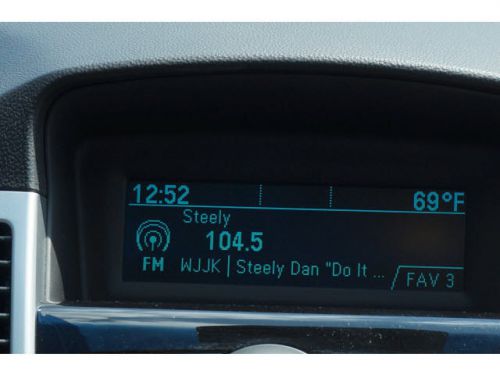 12:52 69°F
Steely
104.5
FM WJJK | Steely Dan "Do It ... FAV 3